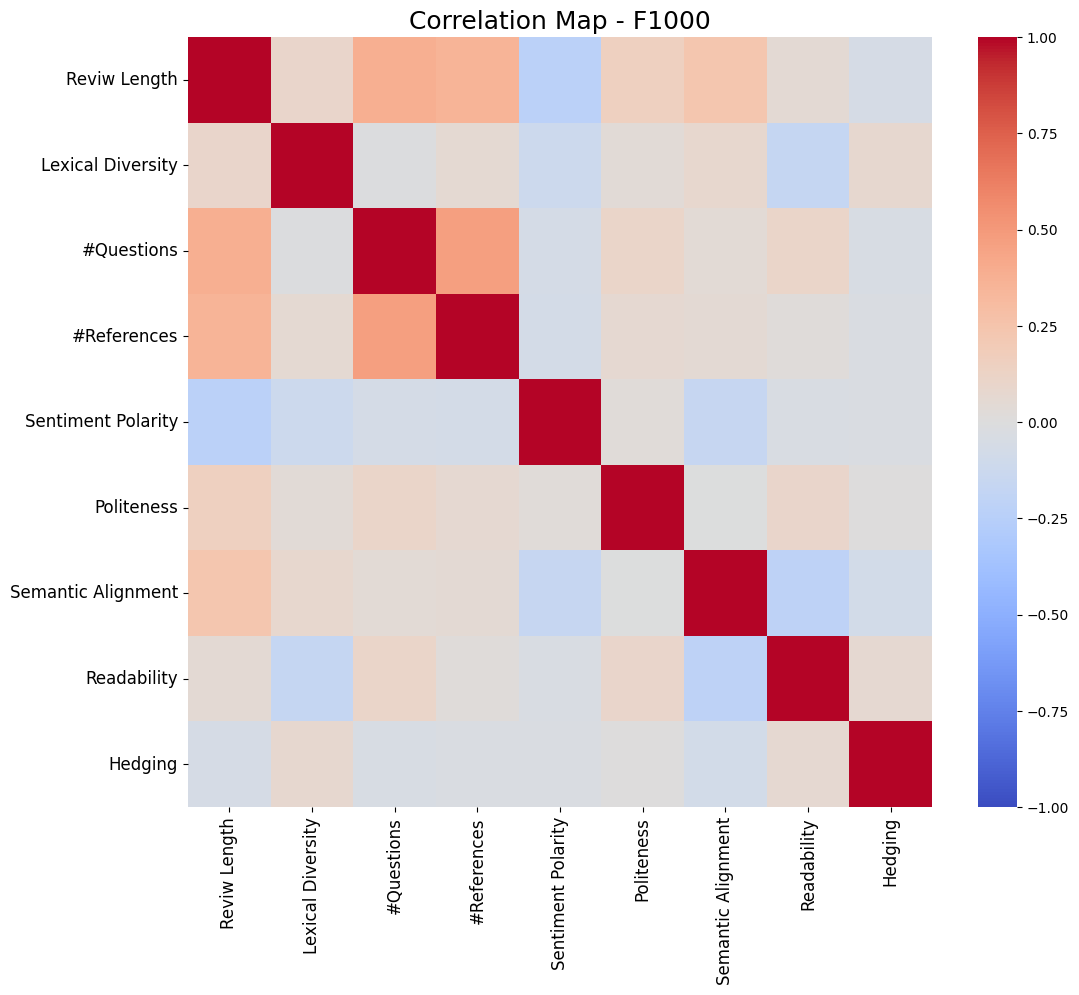 Correlation Map - F1000
Reviw Length
Lexical Diversity
#Questions
#References
Sentiment Polarity
Politeness
Semantic Alignment
Readability
Hedging
Reviw Length
Lexical Diversity
#Questions
#References
Sentiment Polarity
Politeness
Semantic Alignment
Readability
Hedging
1.00
0.75
0.50
0.25
0.00
−0.25
−0.50
−0.75
−1.00